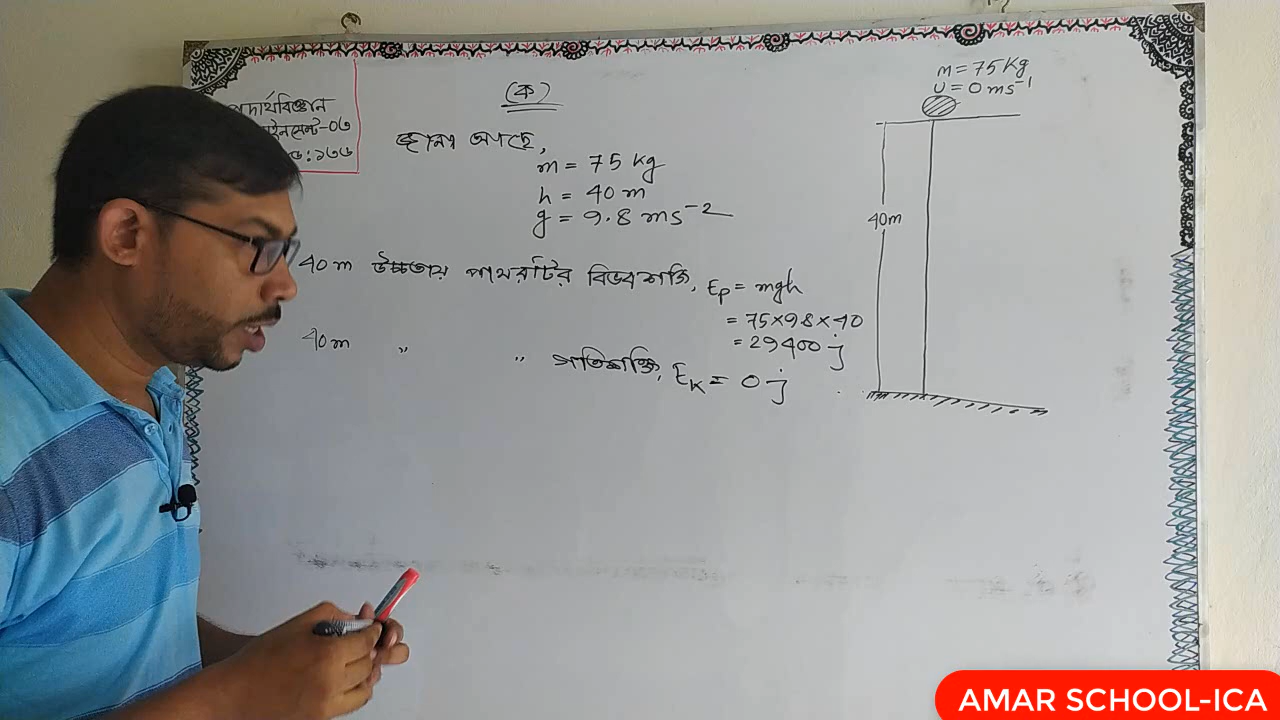 পদার্থবিজ্ঞান
(ক)
জানা আছে,
m = 75 kg
h = 40 m
g = 9.8 ms⁻²
40 m উচ্চতায় পাথরটির বিভবশক্তি, Eₚ = mgh
= 75×9.8×40
= 29400 j
40 m " " গতিশক্তি, Eₖ = 0 j
m = 75 kg
u = 0 ms⁻¹
40m
AMAR SCHOOL-ICA